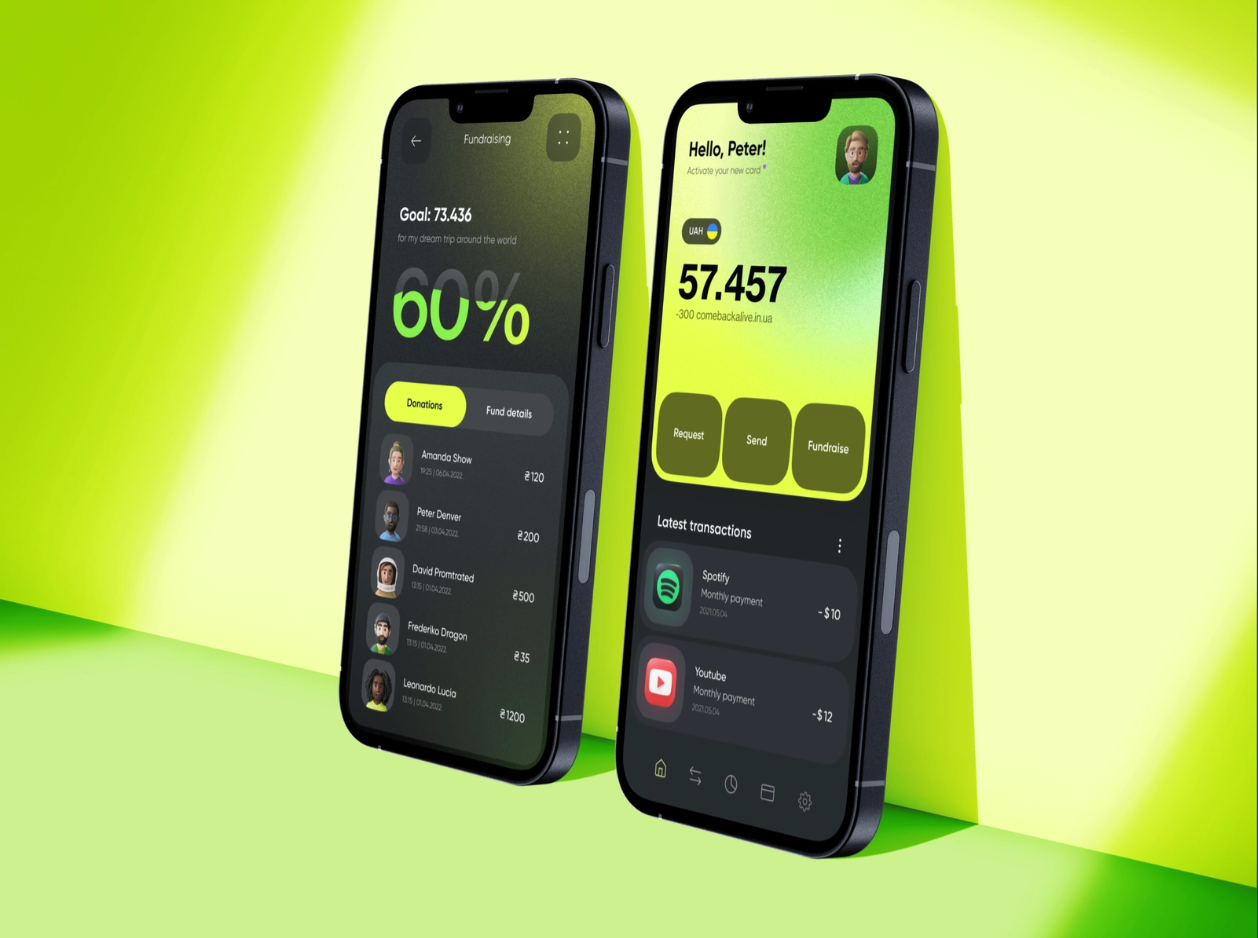 Fundraising
Goal: 73.436
for my dream trip around the world
60%
Donations
Fund details
Amanda Show
19:25 | 06.04.2022.
₴120
Peter Denver
21:58 | 03.04.2022.
₴200
David Promtrated
13:15 | 01.04.2022.
₴500
Frederiko Dragon
13:15 | 01.04.2022.
₴35
Leonardo Lucia
13:15 | 01.04.2022.
₴1200
Hello, Peter!
Activate your new card
UAH
57.457
-300 comebackalive.in.ua
Request
Send
Fundraise
Latest transactions
Spotify
Monthly payment
2021.05.04
-$10
Youtube
Monthly payment
2021.05.04
-$12